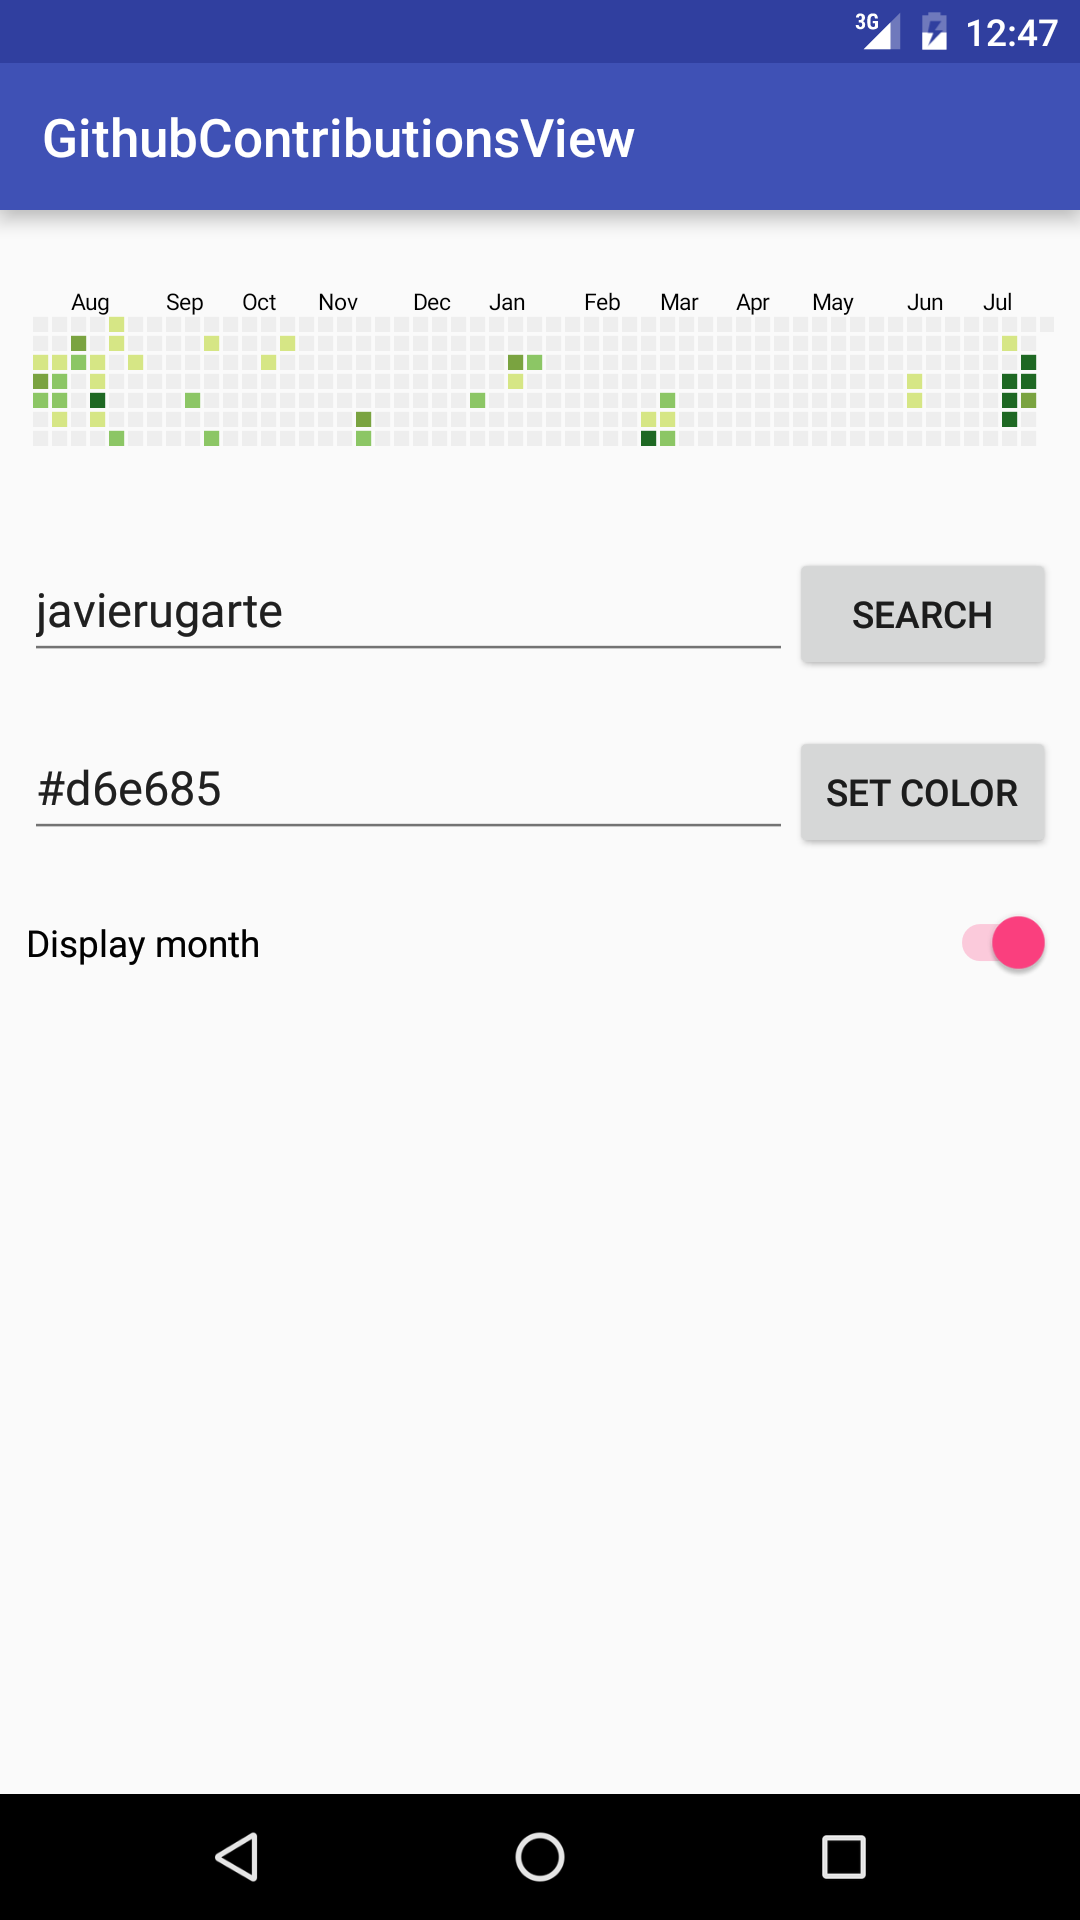 3G 12:47
GithubContributionsView
Aug Sep Oct Nov Dec Jan Feb Mar Apr May Jun Jul
javierugarte SEARCH
#d6e685 SET COLOR
Display month